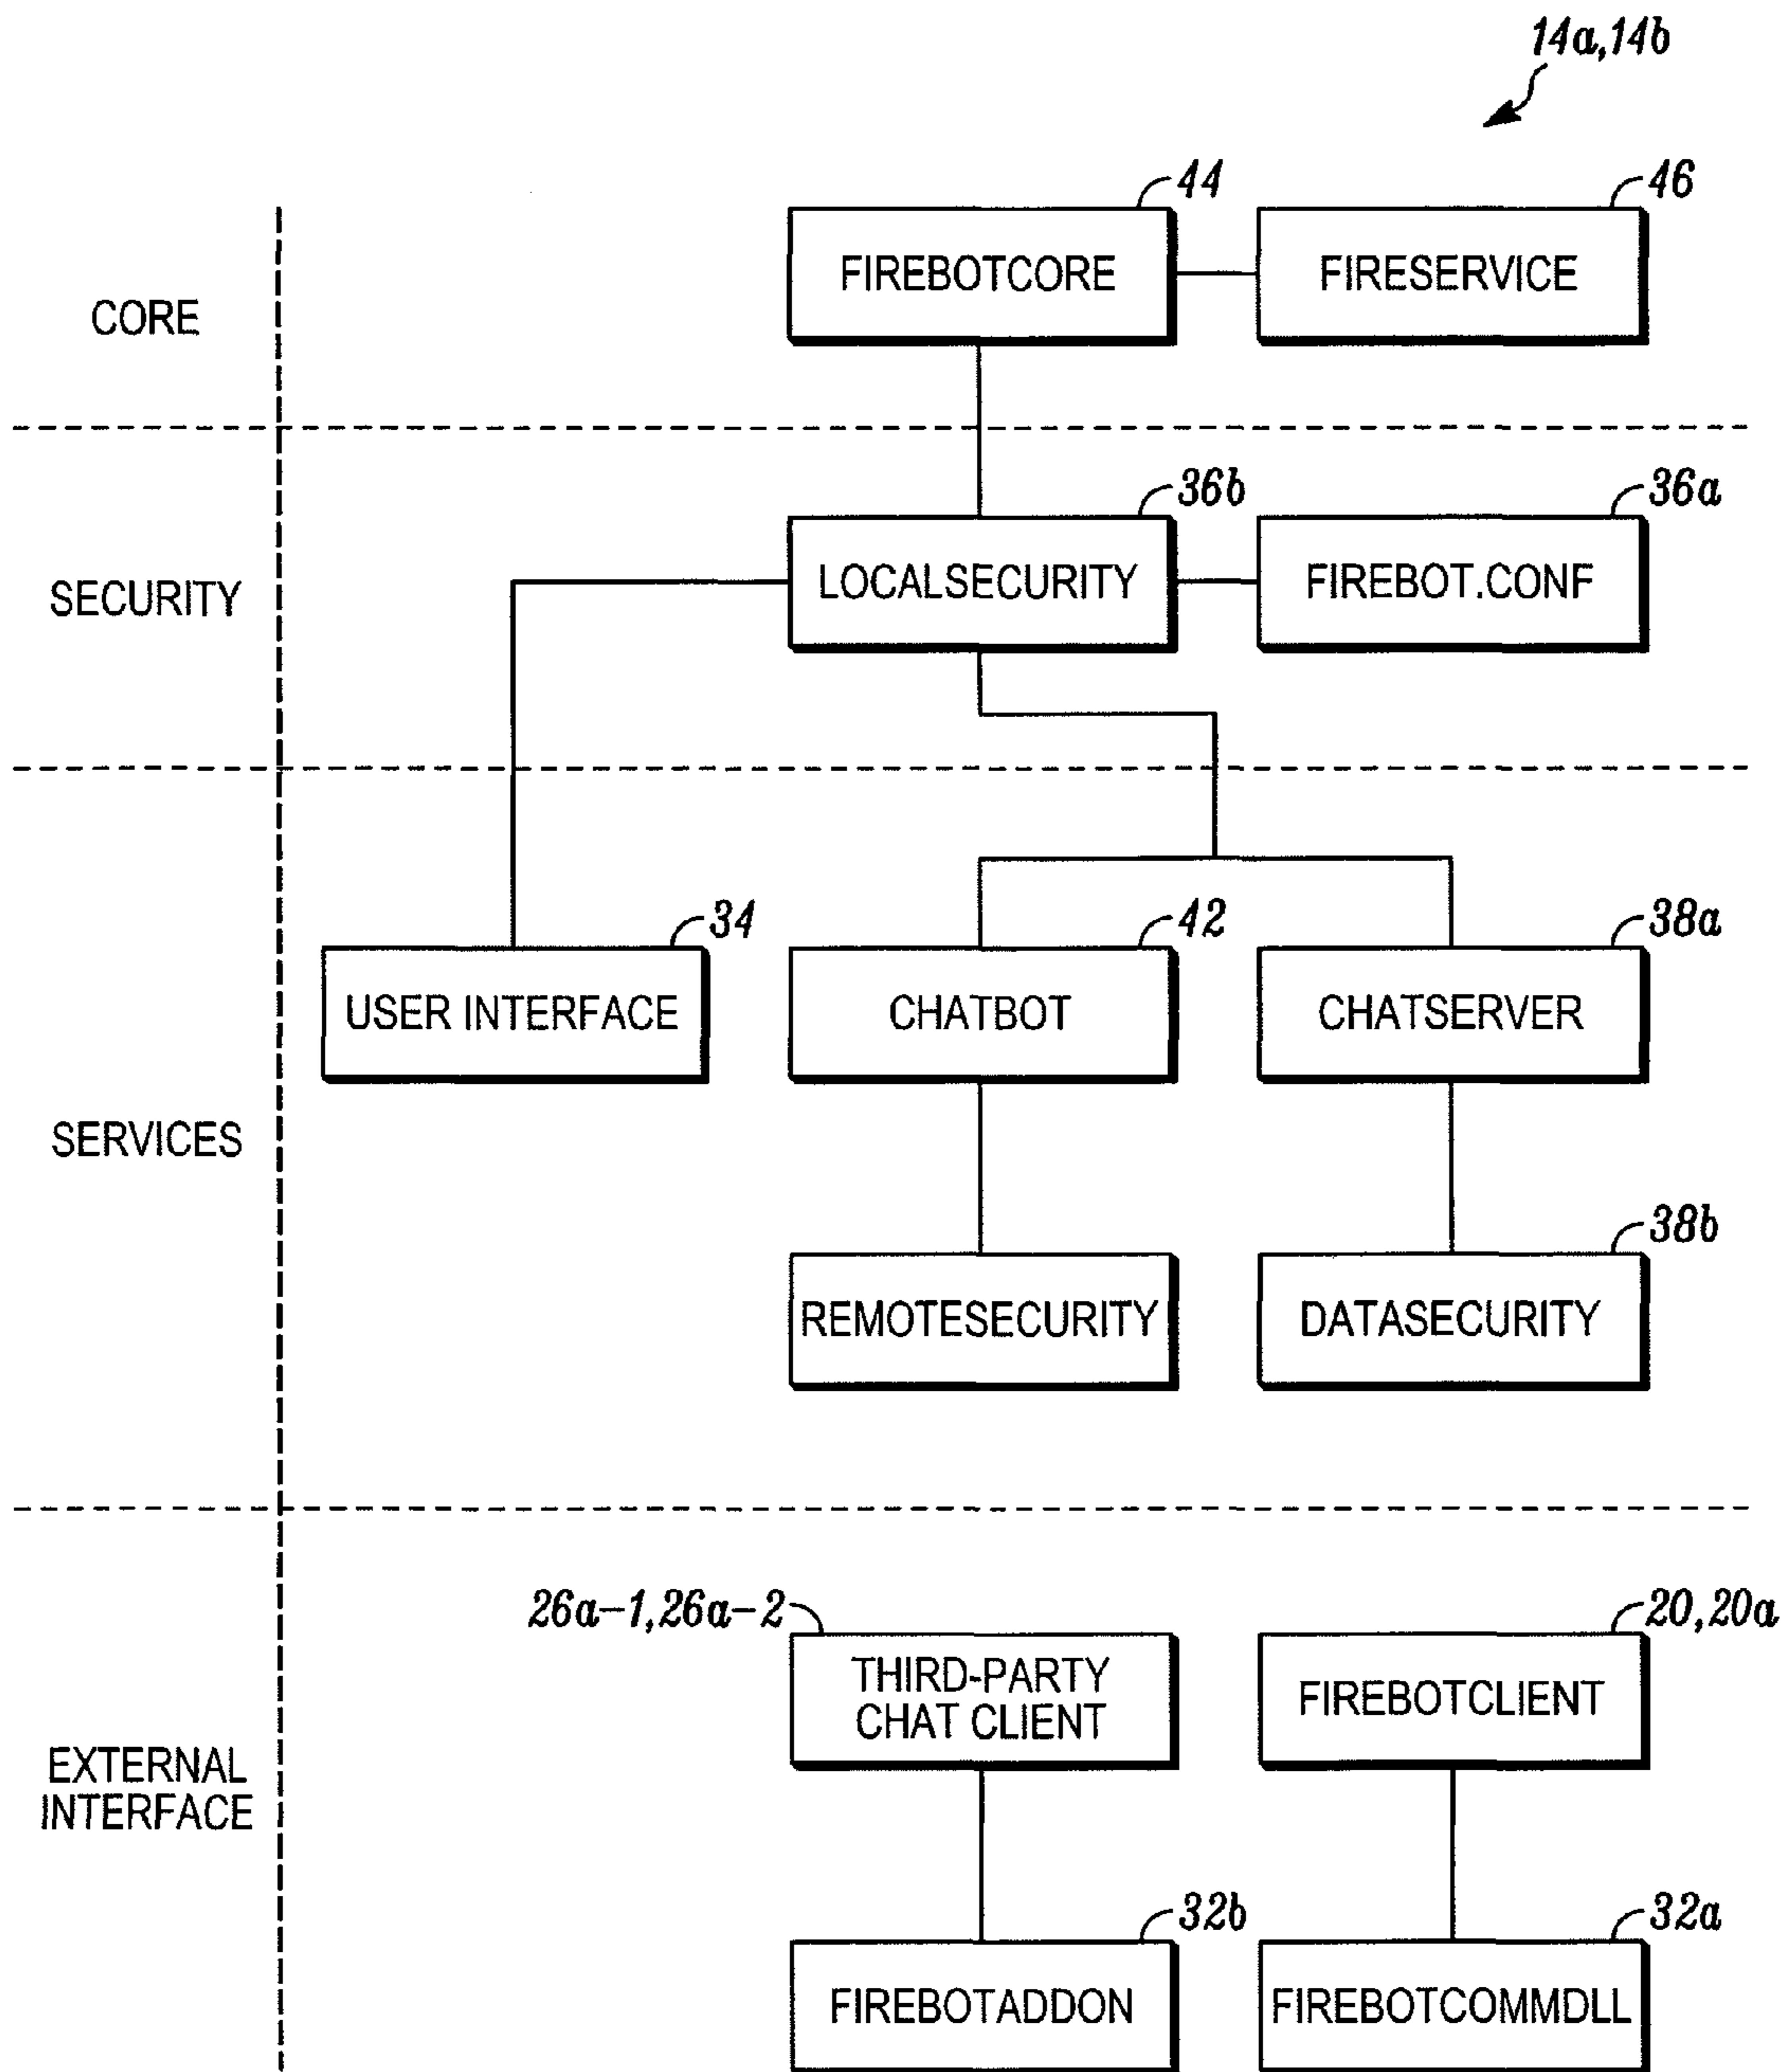 14a,14b
44
46
FIREBOTCORE
FIRESERVICE
CORE
36b
36a
LOCALSECURITY
FIREBOT.CONF
SECURITY
34
42
38a
USER INTERFACE
CHATBOT
CHATSERVER
SERVICES
38b
REMOTESECURITY
DATASECURITY
26a-1,26a-2
20,20a
THIRD-PARTY
CHAT CLIENT
FIREBOTCLIENT
EXTERNAL
INTERFACE
32b
32a
FIREBOTADDON
FIREBOTCOMMDLL